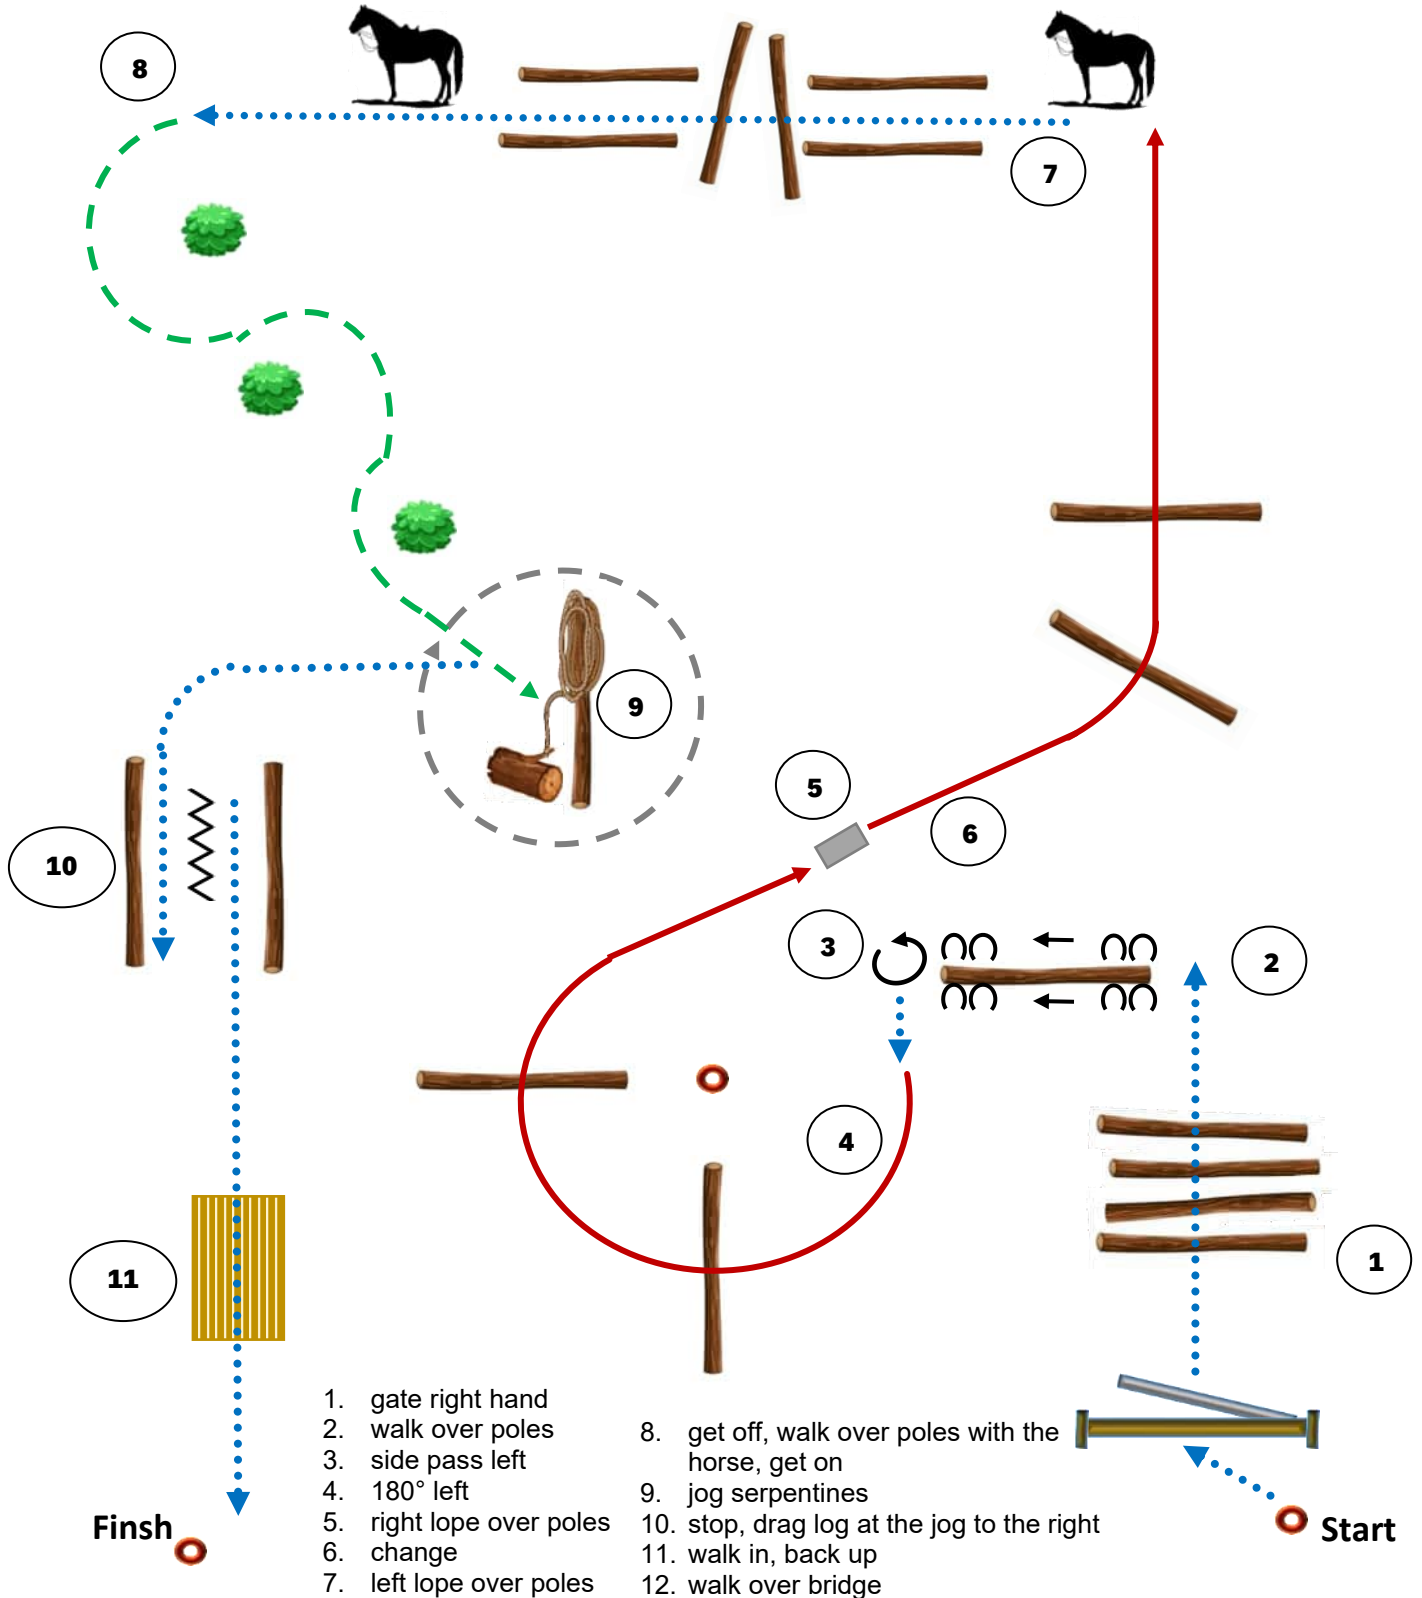 8
7
9
5
6
3
2
10
4
1
11
1. gate right hand
2. walk over poles
3. side pass left
4. 180° left
5. right lope over poles
6. change
7. left lope over poles
8. get off, walk over poles with the
horse, get on
9. jog serpentines
10. stop, drag log at the jog to the right
11. walk in, back up
12. walk over bridge
Finsh
Start